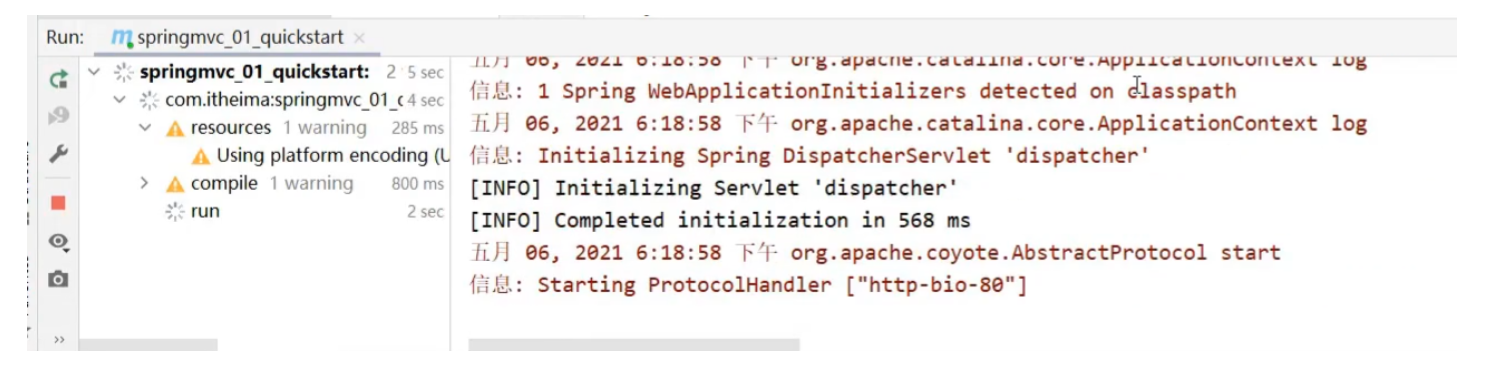 Run: springmvc_01_quickstart ×
springmvc_01_quickstart: 2 5 sec
com.itheima:springmvc_01_c 4 sec
resources 1 warning 285 ms
Using platform encoding (U
compile 1 warning 800 ms
run 2 sec
五月 06, 2021 6:18:58 下午 org.apache.catalina.core.ApplicationContext log
信息: 1 Spring WebApplicationInitializers detected on classpath
五月 06, 2021 6:18:58 下午 org.apache.catalina.core.ApplicationContext log
信息: Initializing Spring DispatcherServlet 'dispatcher'
[INFO] Initializing Servlet 'dispatcher'
[INFO] Completed initialization in 568 ms
五月 06, 2021 6:18:58 下午 org.apache.coyote.AbstractProtocol start
信息: Starting ProtocolHandler ["http-bio-80"]